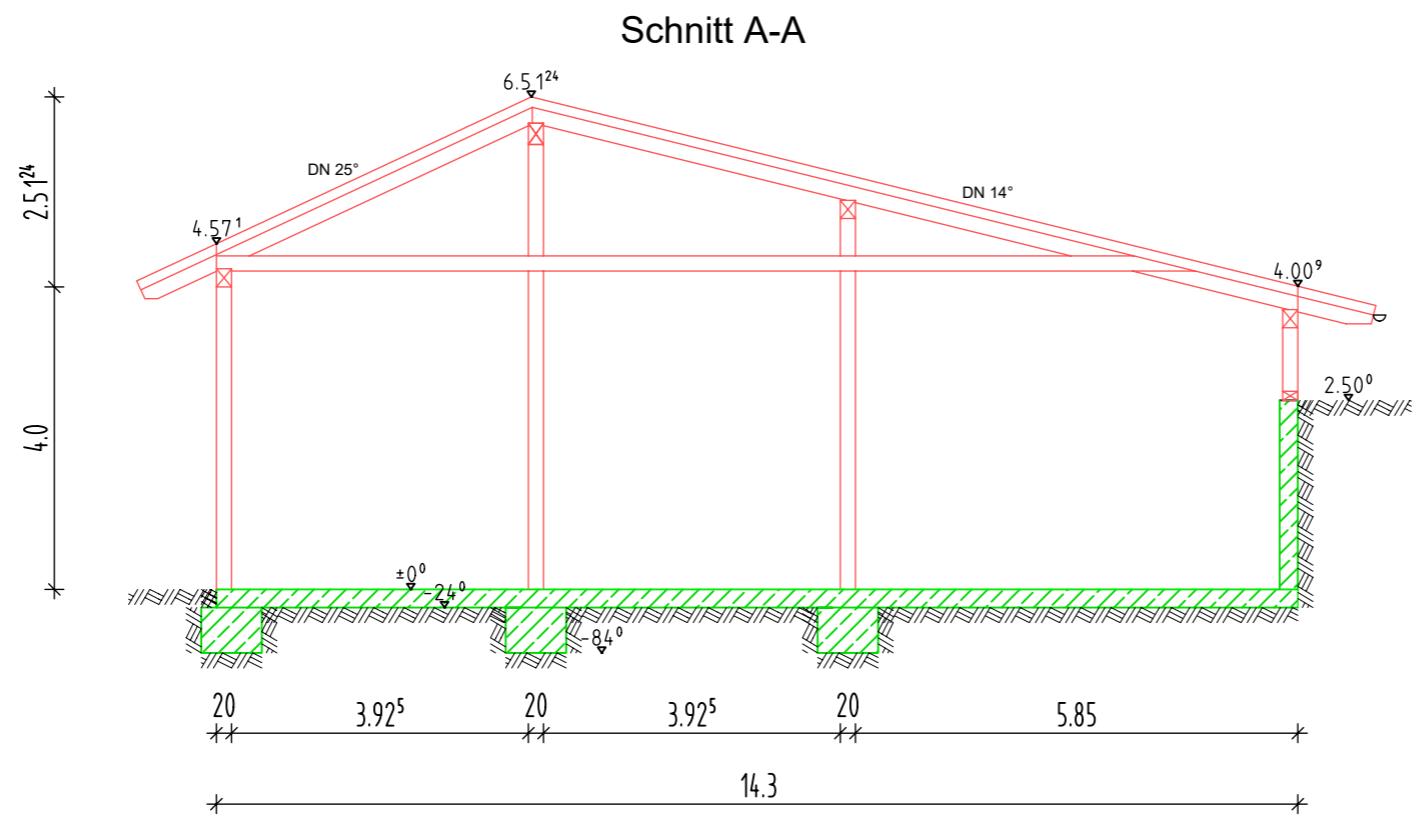 Schnitt A-A
6.51²⁴
2.51²⁴
DN 25°
DN 14°
4.57¹
4.00⁹
2.50⁰
4.0
±0⁰
-24⁰
-84⁰
20 3.92⁵ 20 3.92⁵ 20 5.85
14.3